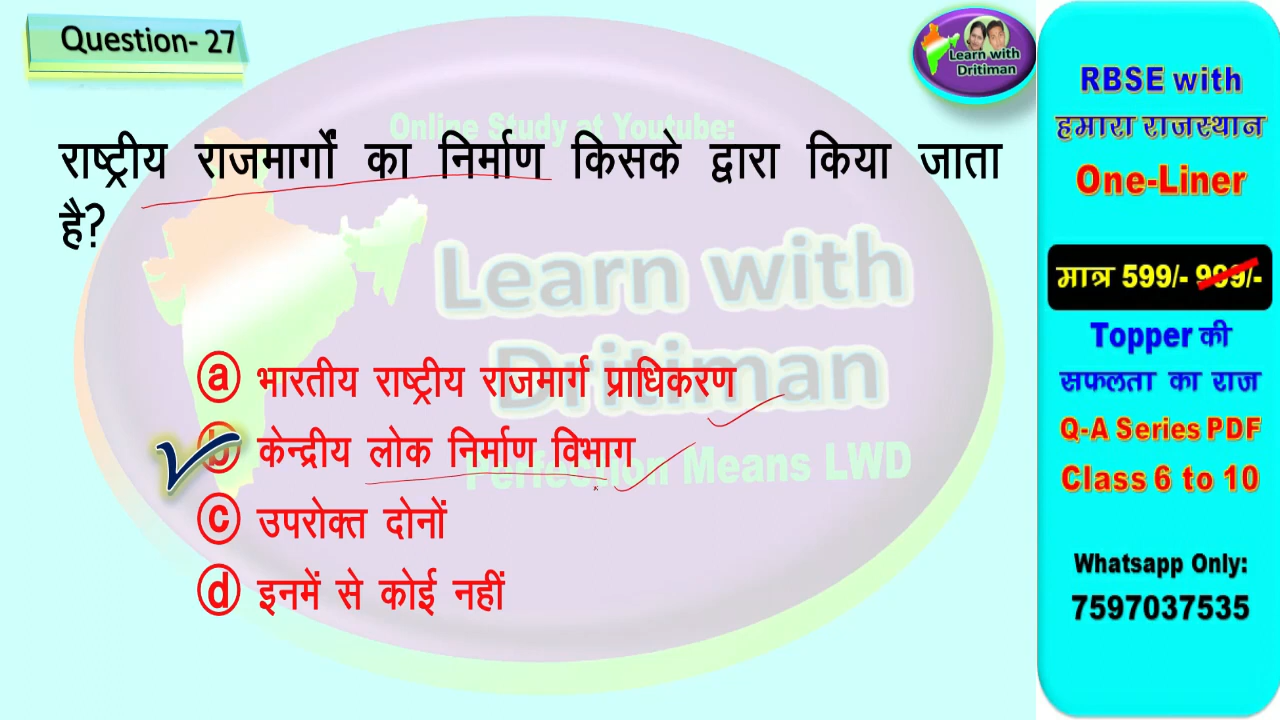 Question- 27
Learn with
Dritiman
Online Study at Youtube:
राष्ट्रीय राजमार्गों का निर्माण किसके द्वारा किया जाता
है?
Learn with
Dritiman
Perfection Means LWD
ⓐ भारतीय राष्ट्रीय राजमार्ग प्राधिकरण
ⓑ केन्द्रीय लोक निर्माण विभाग
ⓒ उपरोक्त दोनों
ⓓ इनमें से कोई नहीं
RBSE with
हमारा राजस्थान
One-Liner
मात्र 599/- 999/-
Topper की
सफलता का राज
Q-A Series PDF
Class 6 to 10
Whatsapp Only:
7597037535